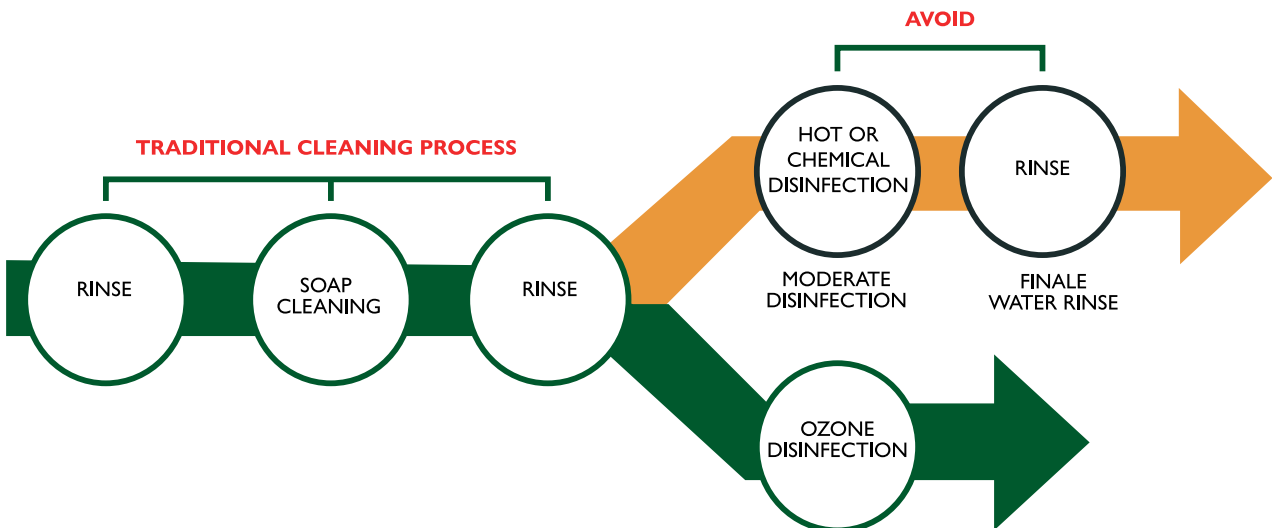 AVOID
TRADITIONAL CLEANING PROCESS
RINSE
SOAP
CLEANING
RINSE
HOT OR
CHEMICAL
DISINFECTION
RINSE
MODERATE
DISINFECTION
FINALE
WATER RINSE
OZONE
DISINFECTION